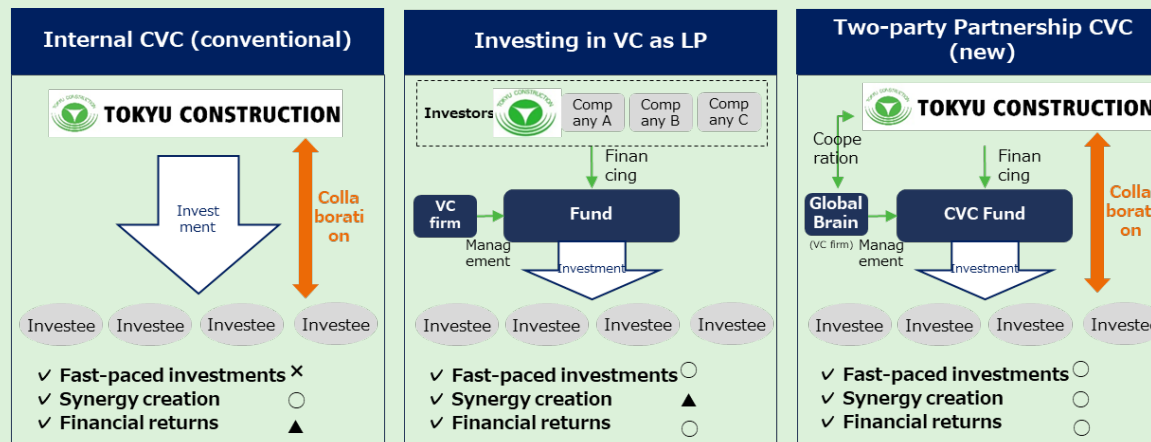 Internal CVC (conventional)
TOKYU CONSTRUCTION
Invest
ment
Colla
borati
on
Investee
Investee
Investee
Investee
✓ Fast-paced investments ×
✓ Synergy creation ○
✓ Financial returns ▲
Investing in VC as LP
Investors
Comp
any A
Comp
any B
Comp
any C
Finan
cing
VC
firm
Fund
Manag
ement
Investment
Investee
Investee
Investee
Investee
✓ Fast-paced investments ○
✓ Synergy creation ▲
✓ Financial returns ○
Two-party Partnership CVC
(new)
TOKYU CONSTRUCTION
Coope
ration
Finan
cing
Global
Brain
(VC firm)
CVC Fund
Manag
ement
Investment
Colla
borati
on
Investee
Investee
Investee
Investee
✓ Fast-paced investments ○
✓ Synergy creation ○
✓ Financial returns ○